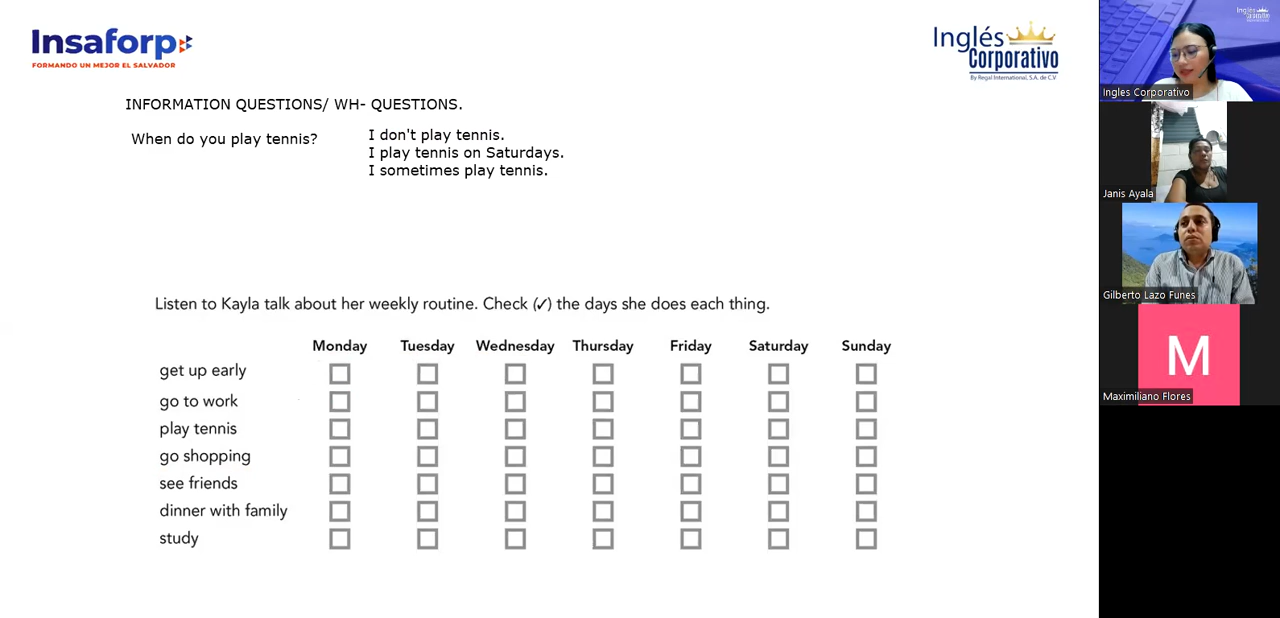 Insaforp
FORMANDO UN MEJOR EL SALVADOR
Inglés
Corporativo
By Regal International, S.A. de C.V
INFORMATION QUESTIONS/ WH- QUESTIONS.
When do you play tennis?
I don't play tennis.
I play tennis on Saturdays.
I sometimes play tennis.
Listen to Kayla talk about her weekly routine. Check (✓) the days she does each thing.
Monday Tuesday Wednesday Thursday Friday Saturday Sunday
get up early
go to work
play tennis
go shopping
see friends
dinner with family
study
Inglés
Corporativo
Ingles Corporativo
Janis Ayala
Gilberto Lazo Funes
M
Maximiliano Flores